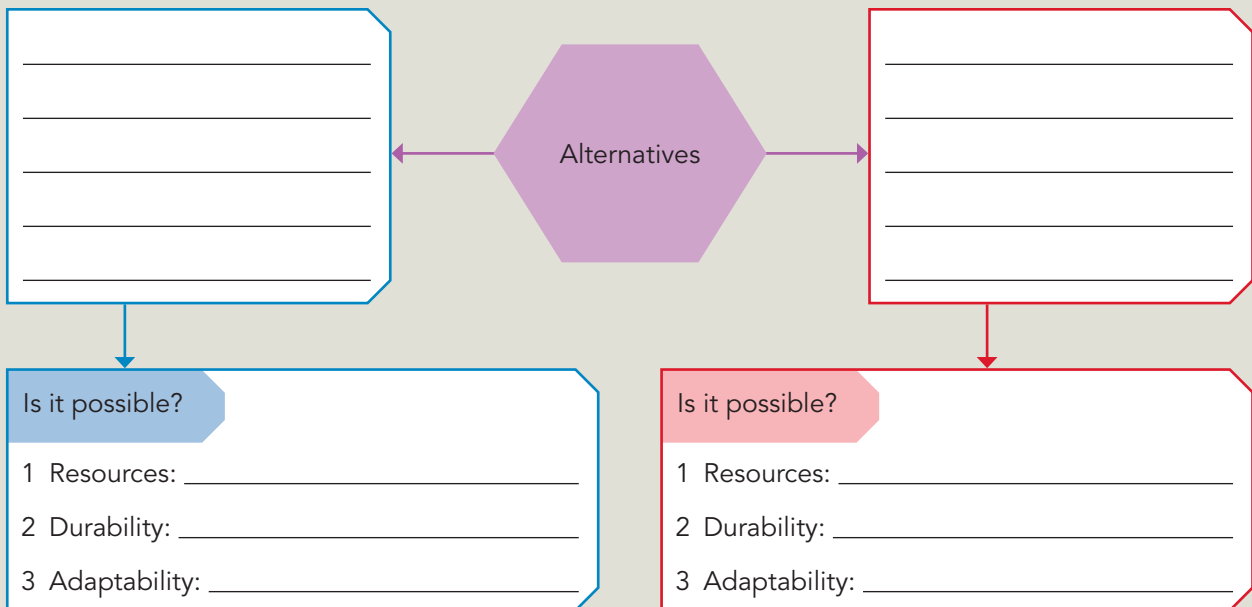 Alternatives
Is it possible?
1 Resources:
2 Durability:
3 Adaptability:
Is it possible?
1 Resources:
2 Durability:
3 Adaptability: